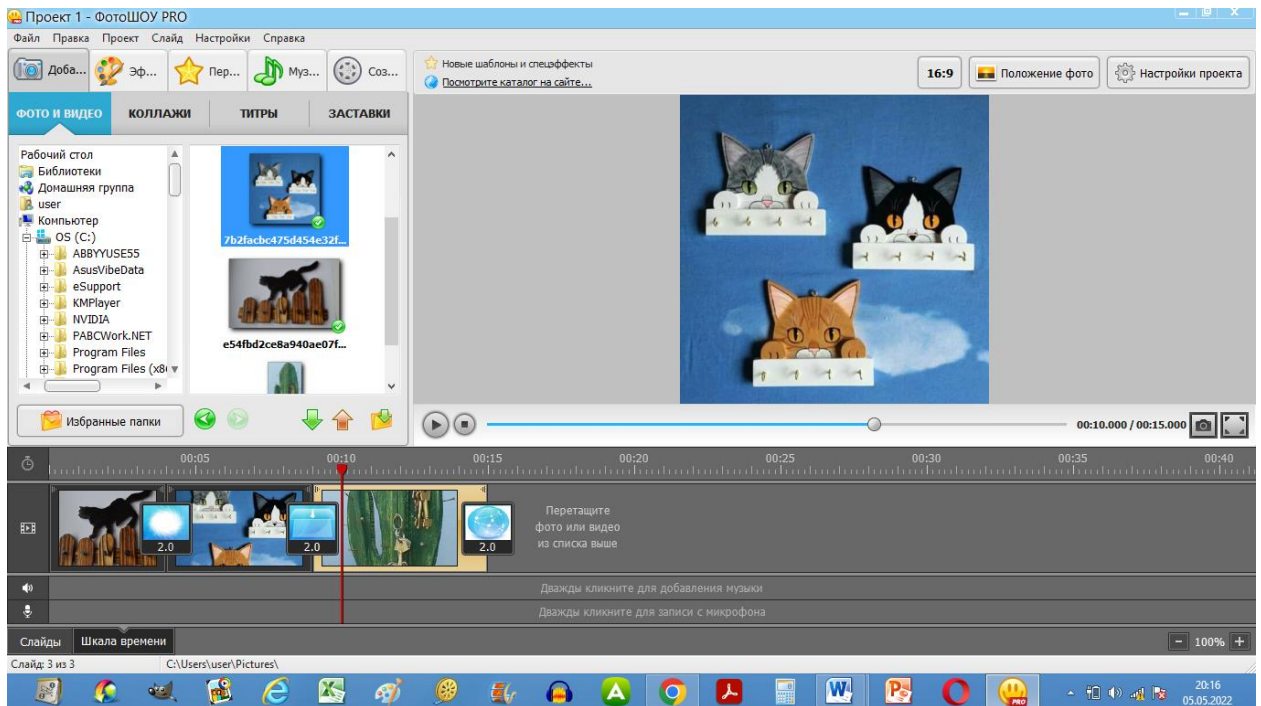 Проект 1 - ФотоШОУ PRO
Файл Правка Проект Слайд Настройки Справка
Доба... Эф... Пер... Муз... Соз...
Новые шаблоны и спецэффекты
Посмотрите каталог на сайте...
16:9 Положение фото Настройки проекта
ФОТО И ВИДЕО КОЛЛАЖИ ТИТРЫ ЗАСТАВКИ
Рабочий стол
Библиотеки
Домашняя группа
user
Компьютер
OS (C:)
ABBYYUSE55
AsusVibeData
eSupport
KMPlayer
NVIDIA
PABCWork.NET
Program Files
Program Files (x8
7b2facbc475d454e32f...
e54fbd2ce8a940ae07f...
Избранные папки
00:10.000 / 00:15.000
00:05 00:10 00:15 00:20 00:25 00:30 00:35 00:40
2.0 2.0 2.0
Перетащите
фото или видео
из списка выше
Дважды кликните для добавления музыки
Дважды кликните для записи с микрофона
Слайды Шкала времени
- 100% +
Слайд: 3 из 3 C:\Users\user\Pictures\
PRO
20:16
05.05.2022